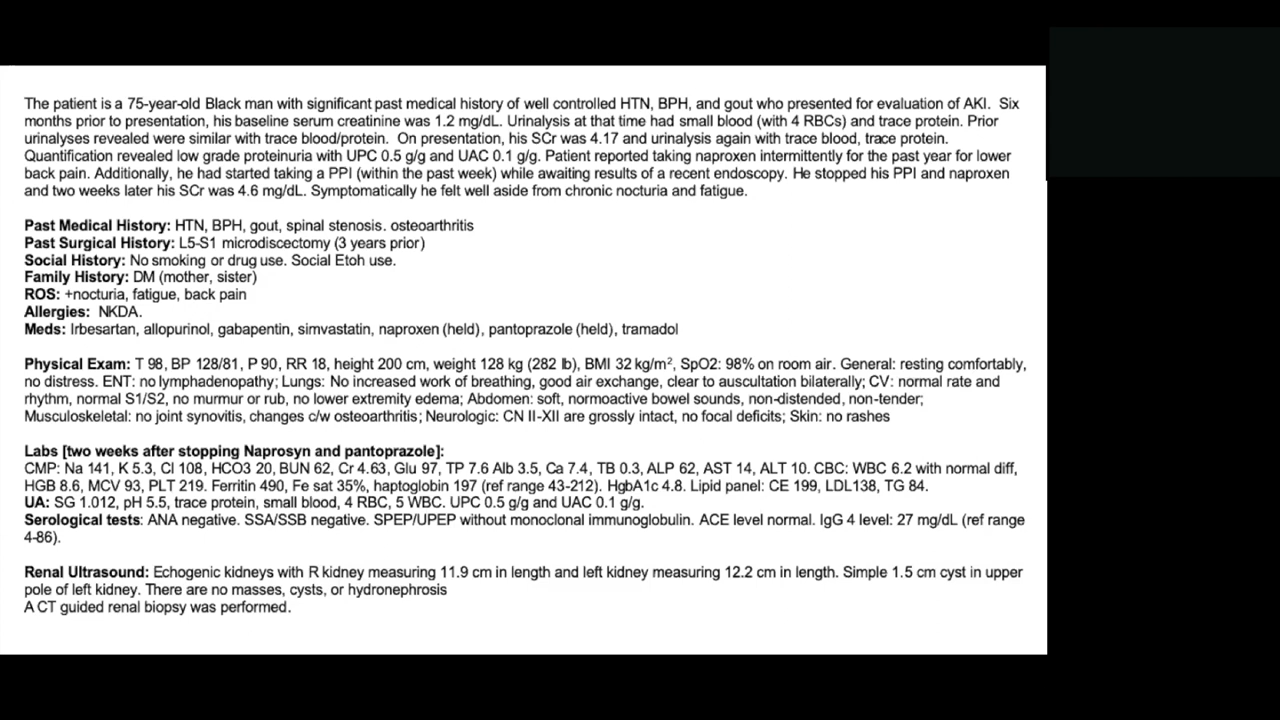 The patient is a 75-year-old Black man with significant past medical history of well controlled HTN, BPH, and gout who presented for evaluation of AKI. Six
months prior to presentation, his baseline serum creatinine was 1.2 mg/dL. Urinalysis at that time had small blood (with 4 RBCs) and trace protein. Prior
urinalyses revealed were similar with trace blood/protein. On presentation, his SCr was 4.17 and urinalysis again with trace blood, trace protein.
Quantification revealed low grade proteinuria with UPC 0.5 g/g and UAC 0.1 g/g. Patient reported taking naproxen intermittently for the past year for lower
back pain. Additionally, he had started taking a PPI (within the past week) while awaiting results of a recent endoscopy. He stopped his PPI and naproxen
and two weeks later his SCr was 4.6 mg/dL. Symptomatically he felt well aside from chronic nocturia and fatigue.
Past Medical History: HTN, BPH, gout, spinal stenosis. osteoarthritis
Past Surgical History: L5-S1 microdiscectomy (3 years prior)
Social History: No smoking or drug use. Social Etoh use.
Family History: DM (mother, sister)
ROS: +nocturia, fatigue, back pain
Allergies: NKDA.
Meds: Irbesartan, allopurinol, gabapentin, simvastatin, naproxen (held), pantoprazole (held), tramadol
Physical Exam: T 98, BP 128/81, P 90, RR 18, height 200 cm, weight 128 kg (282 lb), BMI 32 kg/m², SpO2: 98% on room air. General: resting comfortably,
no distress. ENT: no lymphadenopathy; Lungs: No increased work of breathing, good air exchange, clear to auscultation bilaterally; CV: normal rate and
rhythm, normal S1/S2, no murmur or rub, no lower extremity edema; Abdomen: soft, normoactive bowel sounds, non-distended, non-tender;
Musculoskeletal: no joint synovitis, changes c/w osteoarthritis; Neurologic: CN II-XII are grossly intact, no focal deficits; Skin: no rashes
Labs [two weeks after stopping Naprosyn and pantoprazole]:
CMP: Na 141, K 5.3, Cl 108, HCO3 20, BUN 62, Cr 4.63, Glu 97, TP 7.6 Alb 3.5, Ca 7.4, TB 0.3, ALP 62, AST 14, ALT 10. CBC: WBC 6.2 with normal diff,
HGB 8.6, MCV 93, PLT 219. Ferritin 490, Fe sat 35%, haptoglobin 197 (ref range 43-212). HgbA1c 4.8. Lipid panel: CE 199, LDL138, TG 84.
UA: SG 1.012, pH 5.5, trace protein, small blood, 4 RBC, 5 WBC. UPC 0.5 g/g and UAC 0.1 g/g.
Serological tests: ANA negative. SSA/SSB negative. SPEP/UPEP without monoclonal immunoglobulin. ACE level normal. IgG 4 level: 27 mg/dL (ref range
4-86).
Renal Ultrasound: Echogenic kidneys with R kidney measuring 11.9 cm in length and left kidney measuring 12.2 cm in length. Simple 1.5 cm cyst in upper
pole of left kidney. There are no masses, cysts, or hydronephrosis
A CT guided renal biopsy was performed.